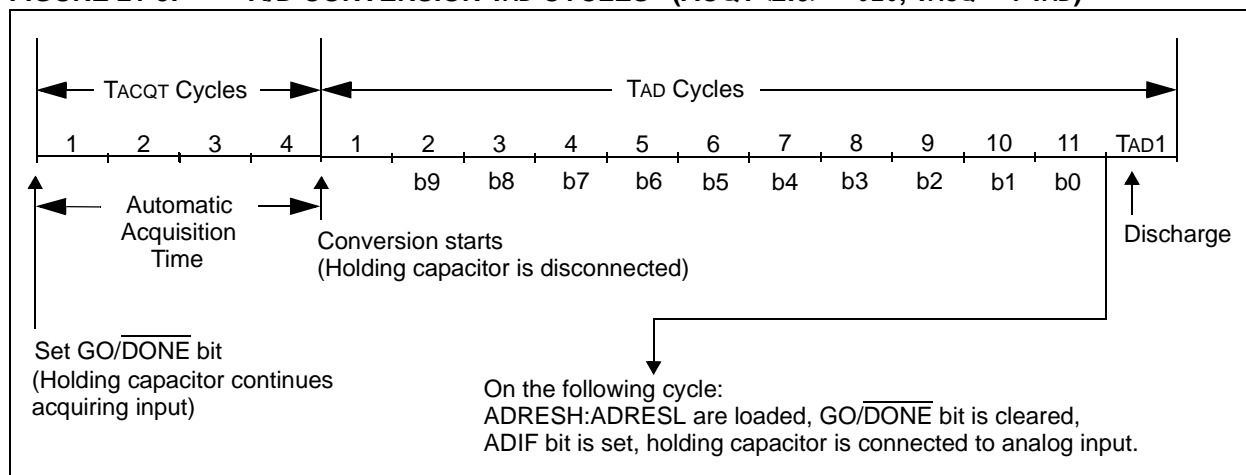 TACQT Cycles
TAD Cycles
1 2 3 4 1 2 3 4 5 6 7 8 9 10 11 TAD1
b9 b8 b7 b6 b5 b4 b3 b2 b1 b0
Automatic
Acquisition
Time
Conversion starts
(Holding capacitor is disconnected)
Discharge
Set GO/DONE bit
(Holding capacitor continues
acquiring input)
On the following cycle:
ADRESH:ADRESL are loaded, GO/DONE bit is cleared,
ADIF bit is set, holding capacitor is connected to analog input.